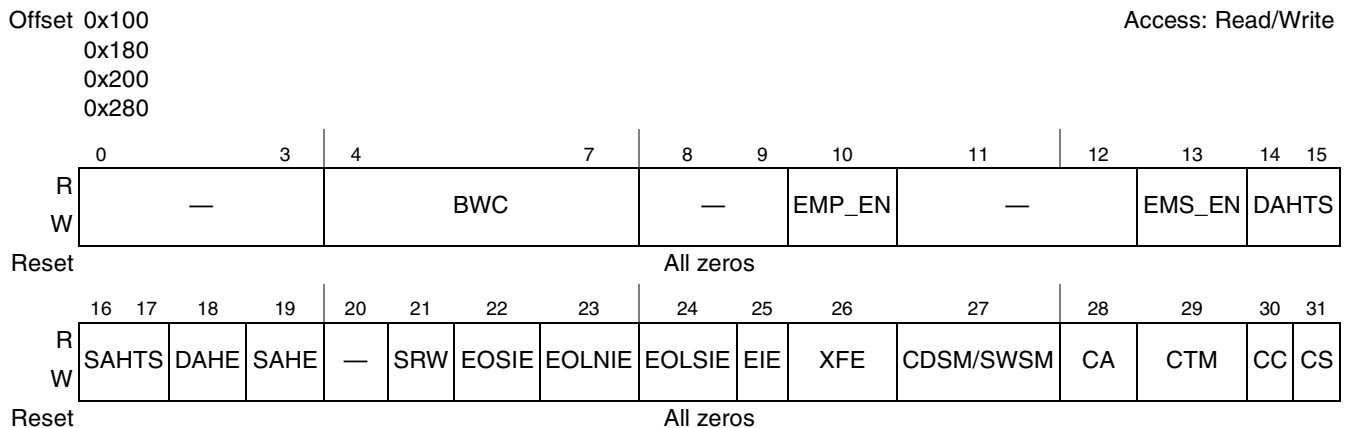 Offset 0x100 Access: Read/Write
0x180
0x200
0x280
0 3 4 7 8 9 10 11 12 13 14 15
R
— BWC — EMP_EN — EMS_EN DAHTS
W
Reset All zeros
16 17 18 19 20 21 22 23 24 25 26 27 28 29 30 31
R
SAHTS DAHE SAHE — SRW EOSIE EOLNIE EOLSIE EIE XFE CDSM/SWSM CA CTM CC CS
W
Reset All zeros